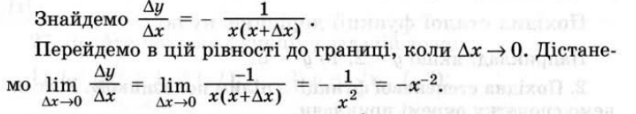 Знайдемо Δy/Δx = − 1/(x(x+Δx)).
Перейдемо в цій рівності до границі, коли Δx → 0. Дістане-
мо lim_{Δx→0} Δy/Δx = lim_{Δx→0} −1/(x(x+Δx)) = − 1/x² = −x⁻².